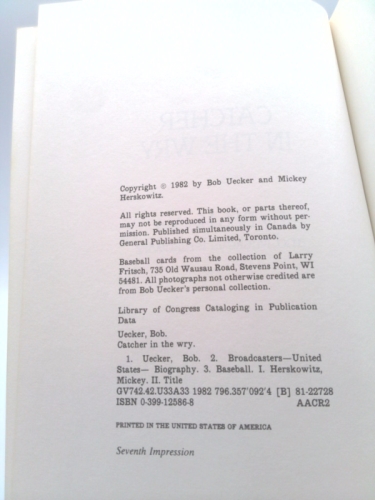 Copyright © 1982 by Bob Uecker and Mickey
Herskowitz.
All rights reserved. This book, or parts thereof,
may not be reproduced in any form without per-
mission. Published simultaneously in Canada by
General Publishing Co. Limited, Toronto.
Baseball cards from the collection of Larry
Fritsch, 735 Old Wausau Road, Stevens Point, WI
54481. All photographs not otherwise credited are
from Bob Uecker's personal collection.
Library of Congress Cataloging in Publication
Data
Uecker, Bob.
Catcher in the wry.
1. Uecker, Bob. 2. Broadcasters—United
States— Biography. 3. Baseball. I. Herskowitz,
Mickey. II. Title
GV742.42.U33A33 1982 796.357'092'4 [B] 81-22728
ISBN 0-399-12586-8 AACR2
PRINTED IN THE UNITED STATES OF AMERICA
Seventh Impression